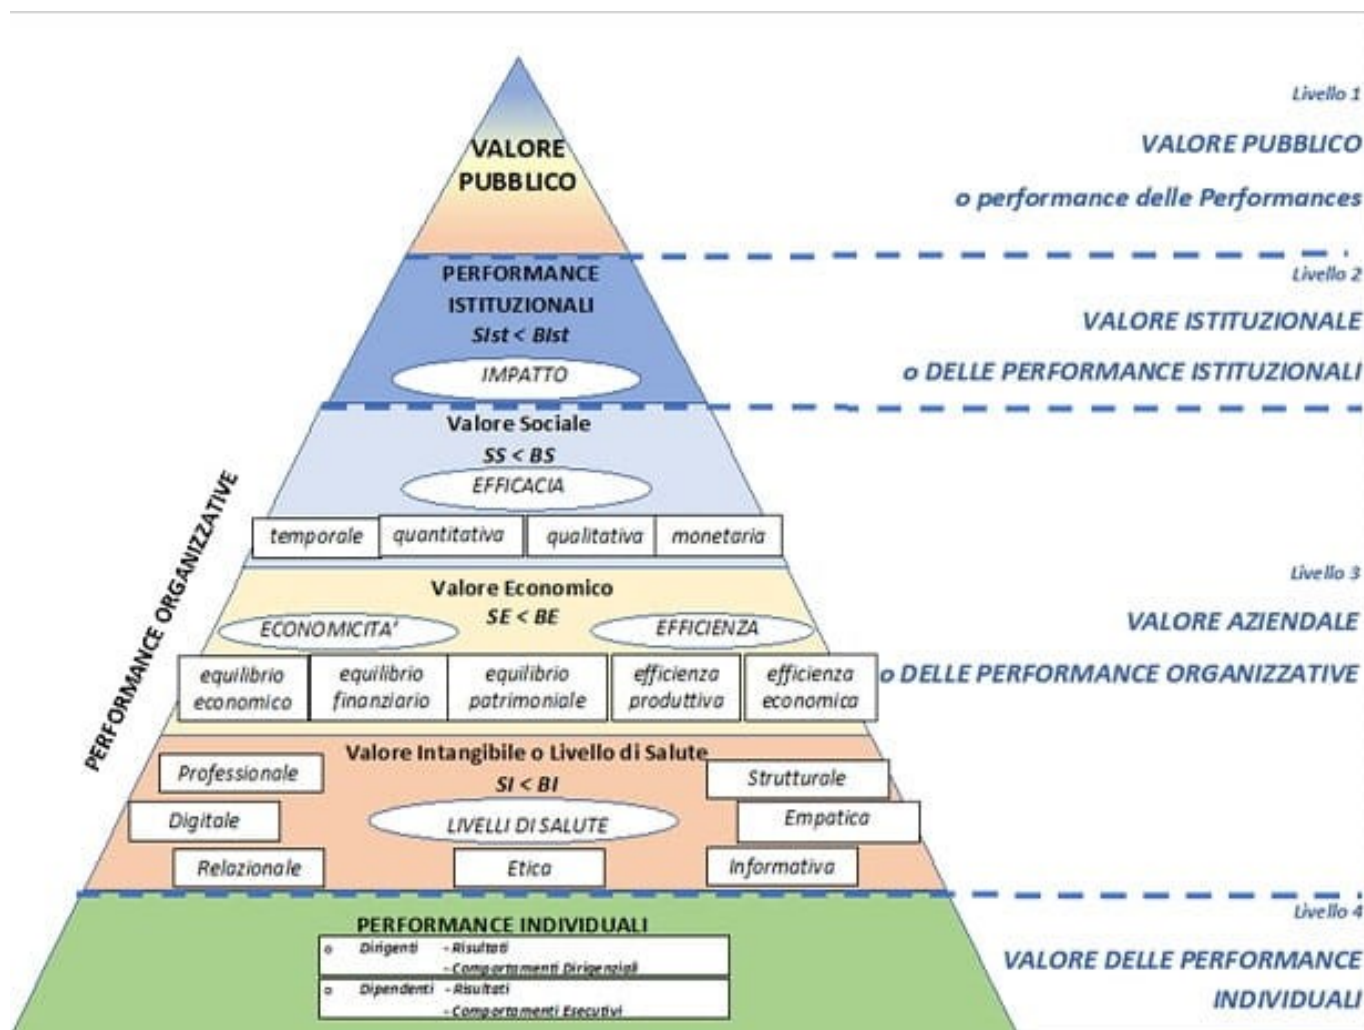 Livello 1
VALORE PUBBLICO
o performance delle Performances
VALORE
PUBBLICO
Livello 2
VALORE ISTITUZIONALE
o DELLE PERFORMANCE ISTITUZIONALI
PERFORMANCE
ISTITUZIONALI
SIst < BIst
IMPATTO
Valore Sociale
SS < BS
EFFICACIA
temporale
quantitativa
qualitativa
monetaria
PERFORMANCE ORGANIZZATIVE
Livello 3
VALORE AZIENDALE
o DELLE PERFORMANCE ORGANIZZATIVE
Valore Economico
SE < BE
ECONOMICITA'
EFFICIENZA
equilibrio
economico
equilibrio
finanziario
equilibrio
patrimoniale
efficienza
produttiva
efficienza
economica
Valore Intangibile o Livello di Salute
SI < BI
LIVELLI DI SALUTE
Professionale
Strutturale
Digitale
Empatica
Relazionale
Etica
Informativa
Livello 4
VALORE DELLE PERFORMANCE
INDIVIDUALI
PERFORMANCE INDIVIDUALI
o Dirigenti - Risultati
- Comportamenti Dirigenziali
o Dipendenti - Risultati
- Comportamenti Esecutivi